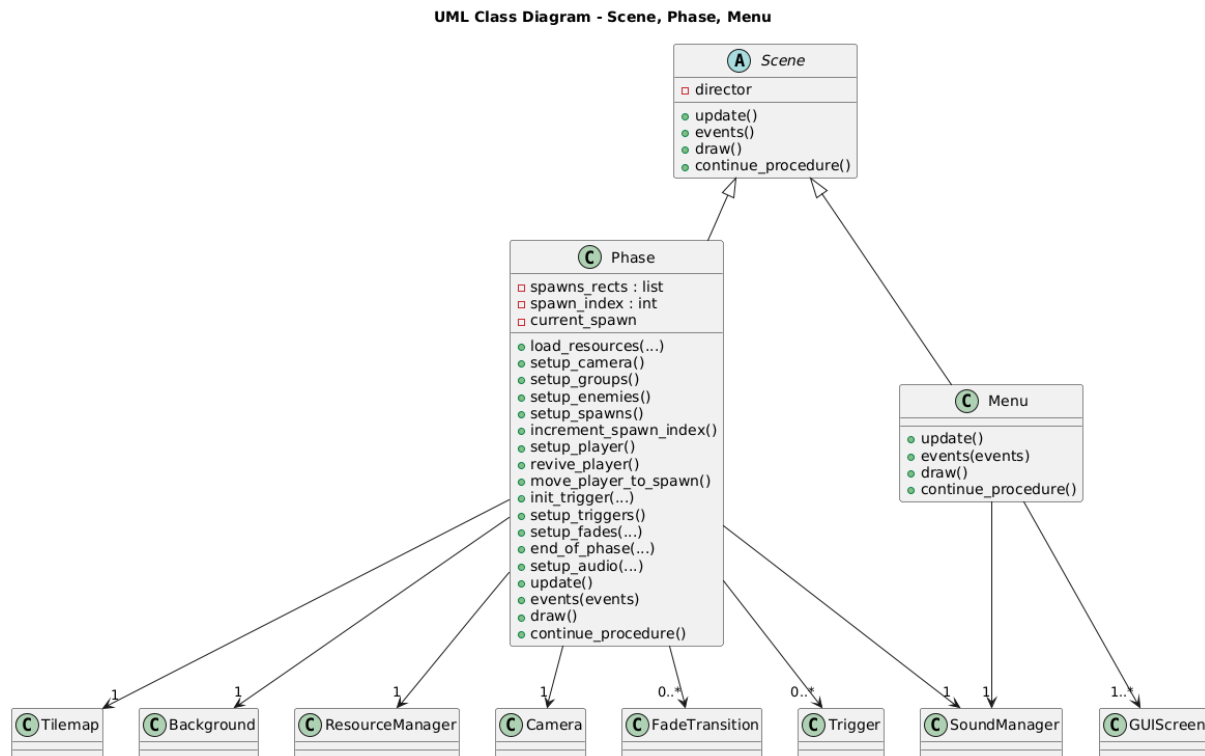 UML Class Diagram - Scene, Phase, Menu
A Scene
director
update()
events()
draw()
continue_procedure()
C Phase
spawns_rects : list
spawn_index : int
current_spawn
load_resources(...)
setup_camera()
setup_groups()
setup_enemies()
setup_spawns()
increment_spawn_index()
setup_player()
revive_player()
move_player_to_spawn()
init_trigger(...)
setup_triggers()
setup_fades(...)
end_of_phase(...)
setup_audio(...)
update()
events(events)
draw()
continue_procedure()
C Menu
update()
events(events)
draw()
continue_procedure()
1 1 1 1 0..* 0..* 1 1 1..*
C Tilemap
C Background
C ResourceManager
C Camera
C FadeTransition
C Trigger
C SoundManager
C GUIScreen